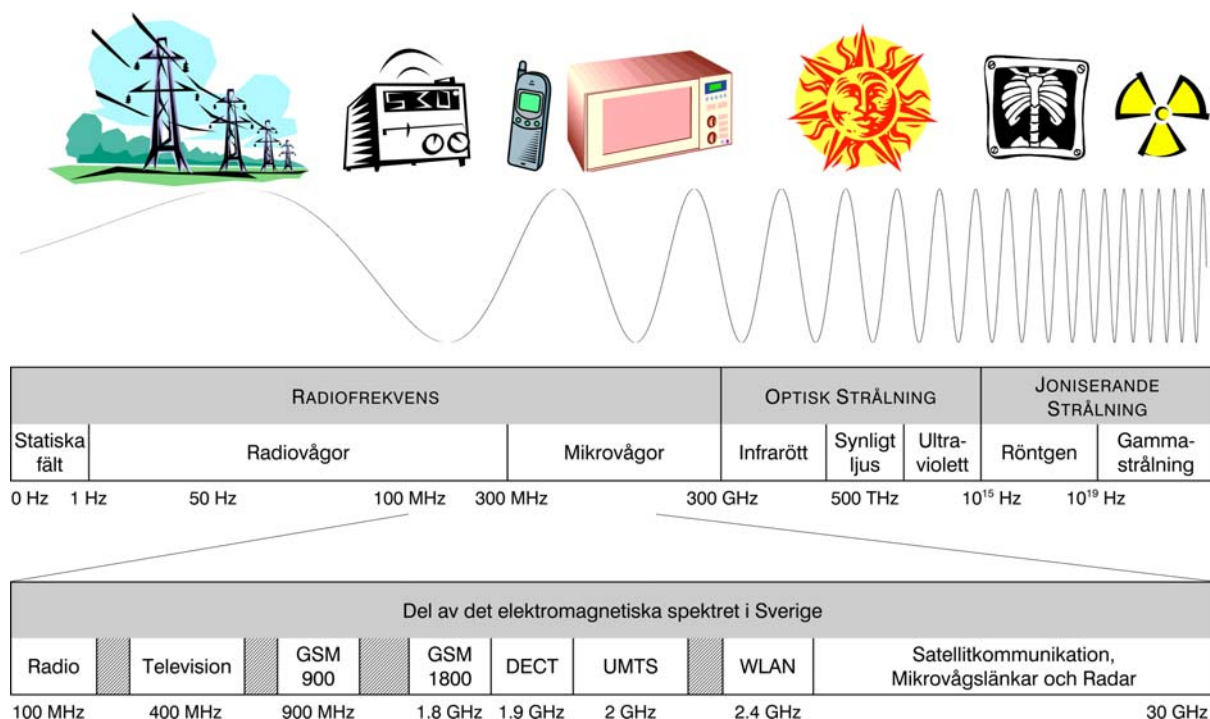 530
RADIOFREKVENS
OPTISK STRÅLNING
JONISERANDE
STRÅLNING
Statiska
fält
Radiovågor
Mikrovågor
Infrarött
Synligt
ljus
Ultra-
violett
Röntgen
Gamma-
strålning
0 Hz 1 Hz 50 Hz 100 MHz 300 MHz 300 GHz 500 THz 10¹⁵ Hz 10¹⁹ Hz
Del av det elektromagnetiska spektret i Sverige
Radio
Television
GSM
900
GSM
1800
DECT
UMTS
WLAN
Satellitkommunikation,
Mikrovågslänkar och Radar
100 MHz 400 MHz 900 MHz 1.8 GHz 1.9 GHz 2 GHz 2.4 GHz 30 GHz